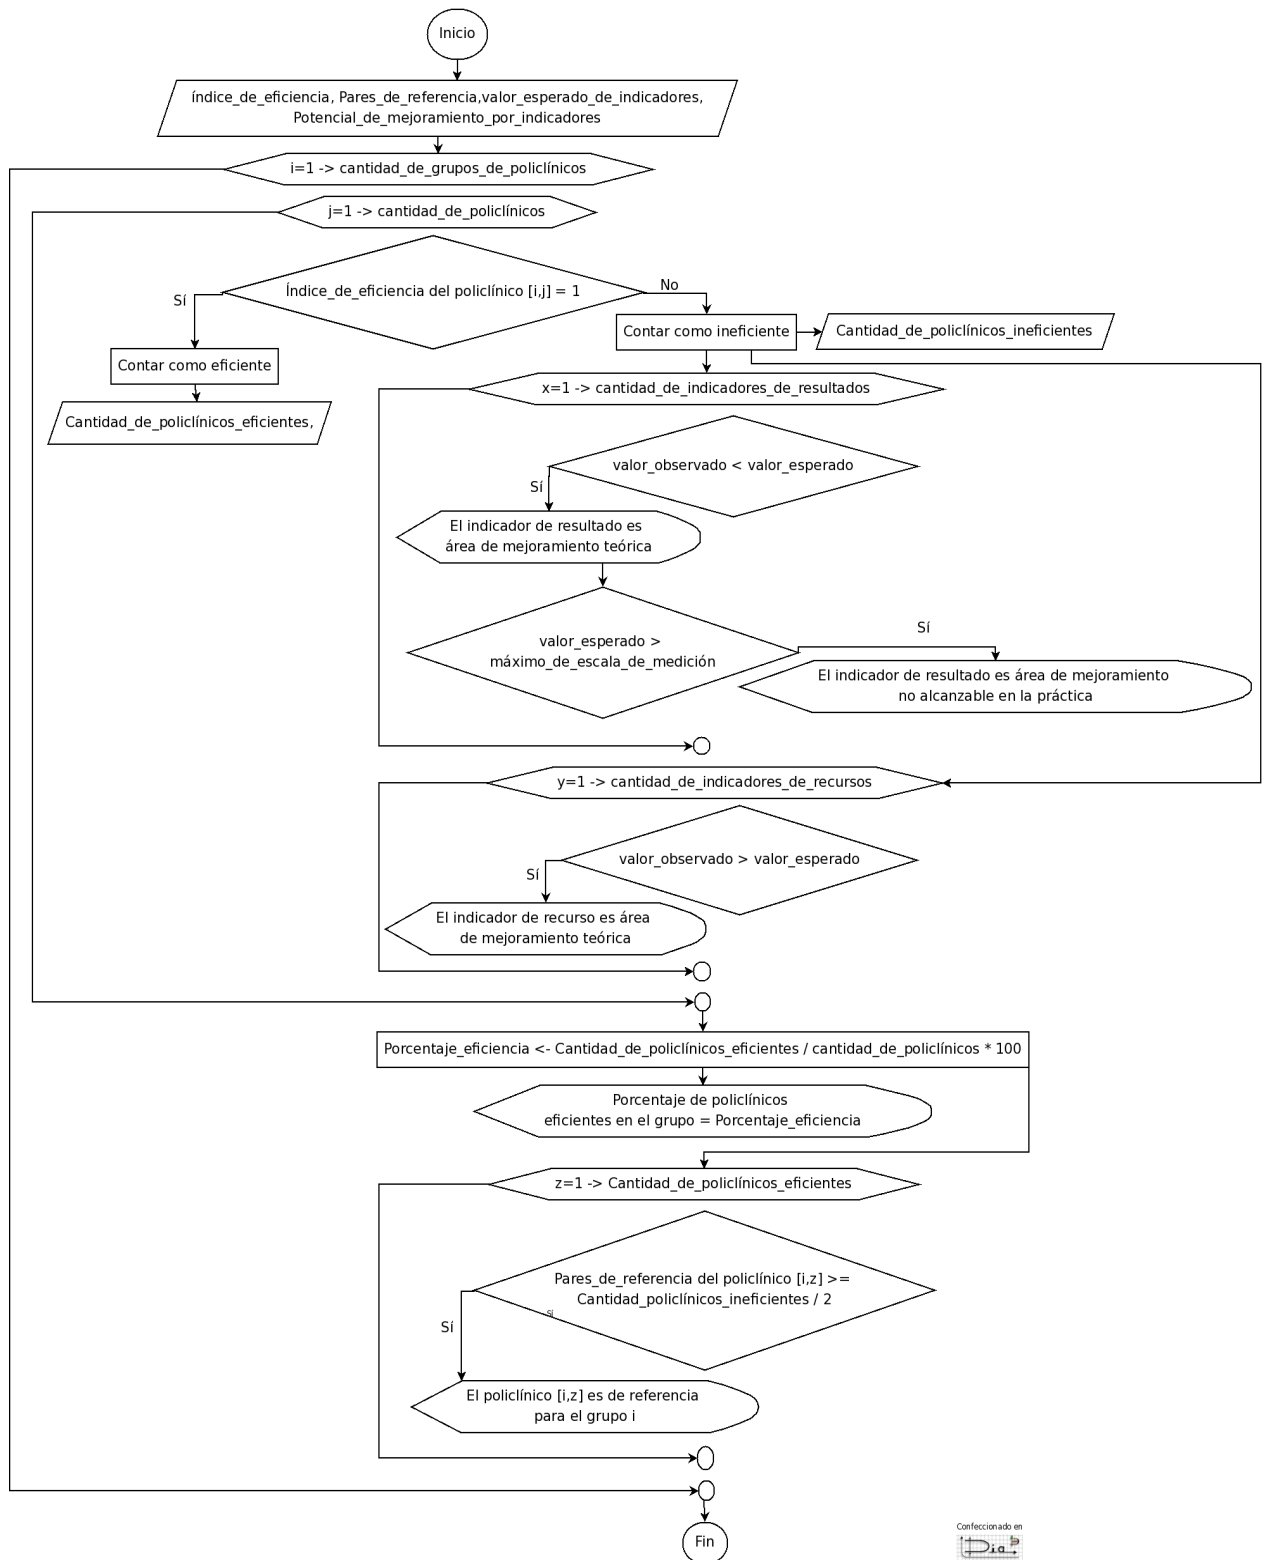 Inicio
índice_de_eficiencia, Pares_de_referencia,valor_esperado_de_indicadores,
Potencial_de_mejoramiento_por_indicadores
i=1 -> cantidad_de_grupos_de_policlínicos
j=1 -> cantidad_de_policlínicos
Índice_de_eficiencia del policlínico [i,j] = 1
Sí
No
Contar como ineficiente
Cantidad_de_policlínicos_ineficientes
Contar como eficiente
Cantidad_de_policlínicos_eficientes,
x=1 -> cantidad_de_indicadores_de_resultados
valor_observado < valor_esperado
Sí
El indicador de resultado es
área de mejoramiento teórica
valor_esperado >
máximo_de_escala_de_medición
Sí
El indicador de resultado es área de mejoramiento
no alcanzable en la práctica
y=1 -> cantidad_de_indicadores_de_recursos
valor_observado > valor_esperado
Sí
El indicador de recurso es área
de mejoramiento teórica
Porcentaje_eficiencia <- Cantidad_de_policlínicos_eficientes / cantidad_de_policlínicos * 100
Porcentaje de policlínicos
eficientes en el grupo = Porcentaje_eficiencia
z=1 -> Cantidad_de_policlínicos_eficientes
Pares_de_referencia del policlínico [i,z] >=
Cantidad_policlínicos_ineficientes / 2
Sí
Sí
El policlínico [i,z] es de referencia
para el grupo i
Fin
Confeccionado en
Dia